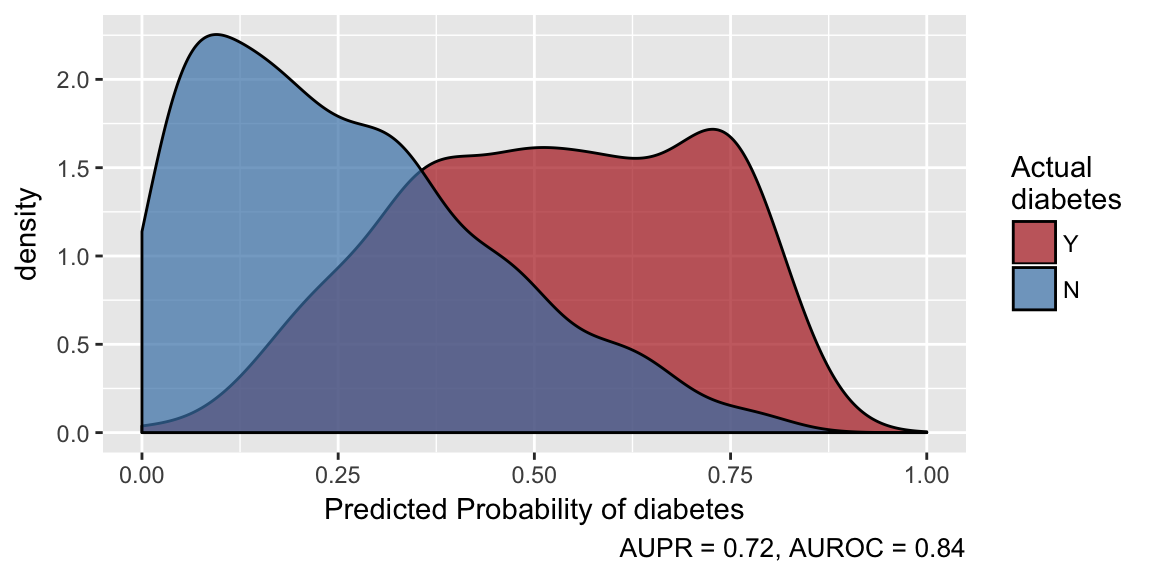 density
2.0
1.5
1.0
0.5
0.0
0.00 0.25 0.50 0.75 1.00
Predicted Probability of diabetes
AUPR = 0.72, AUROC = 0.84
Actual
diabetes
Y
N